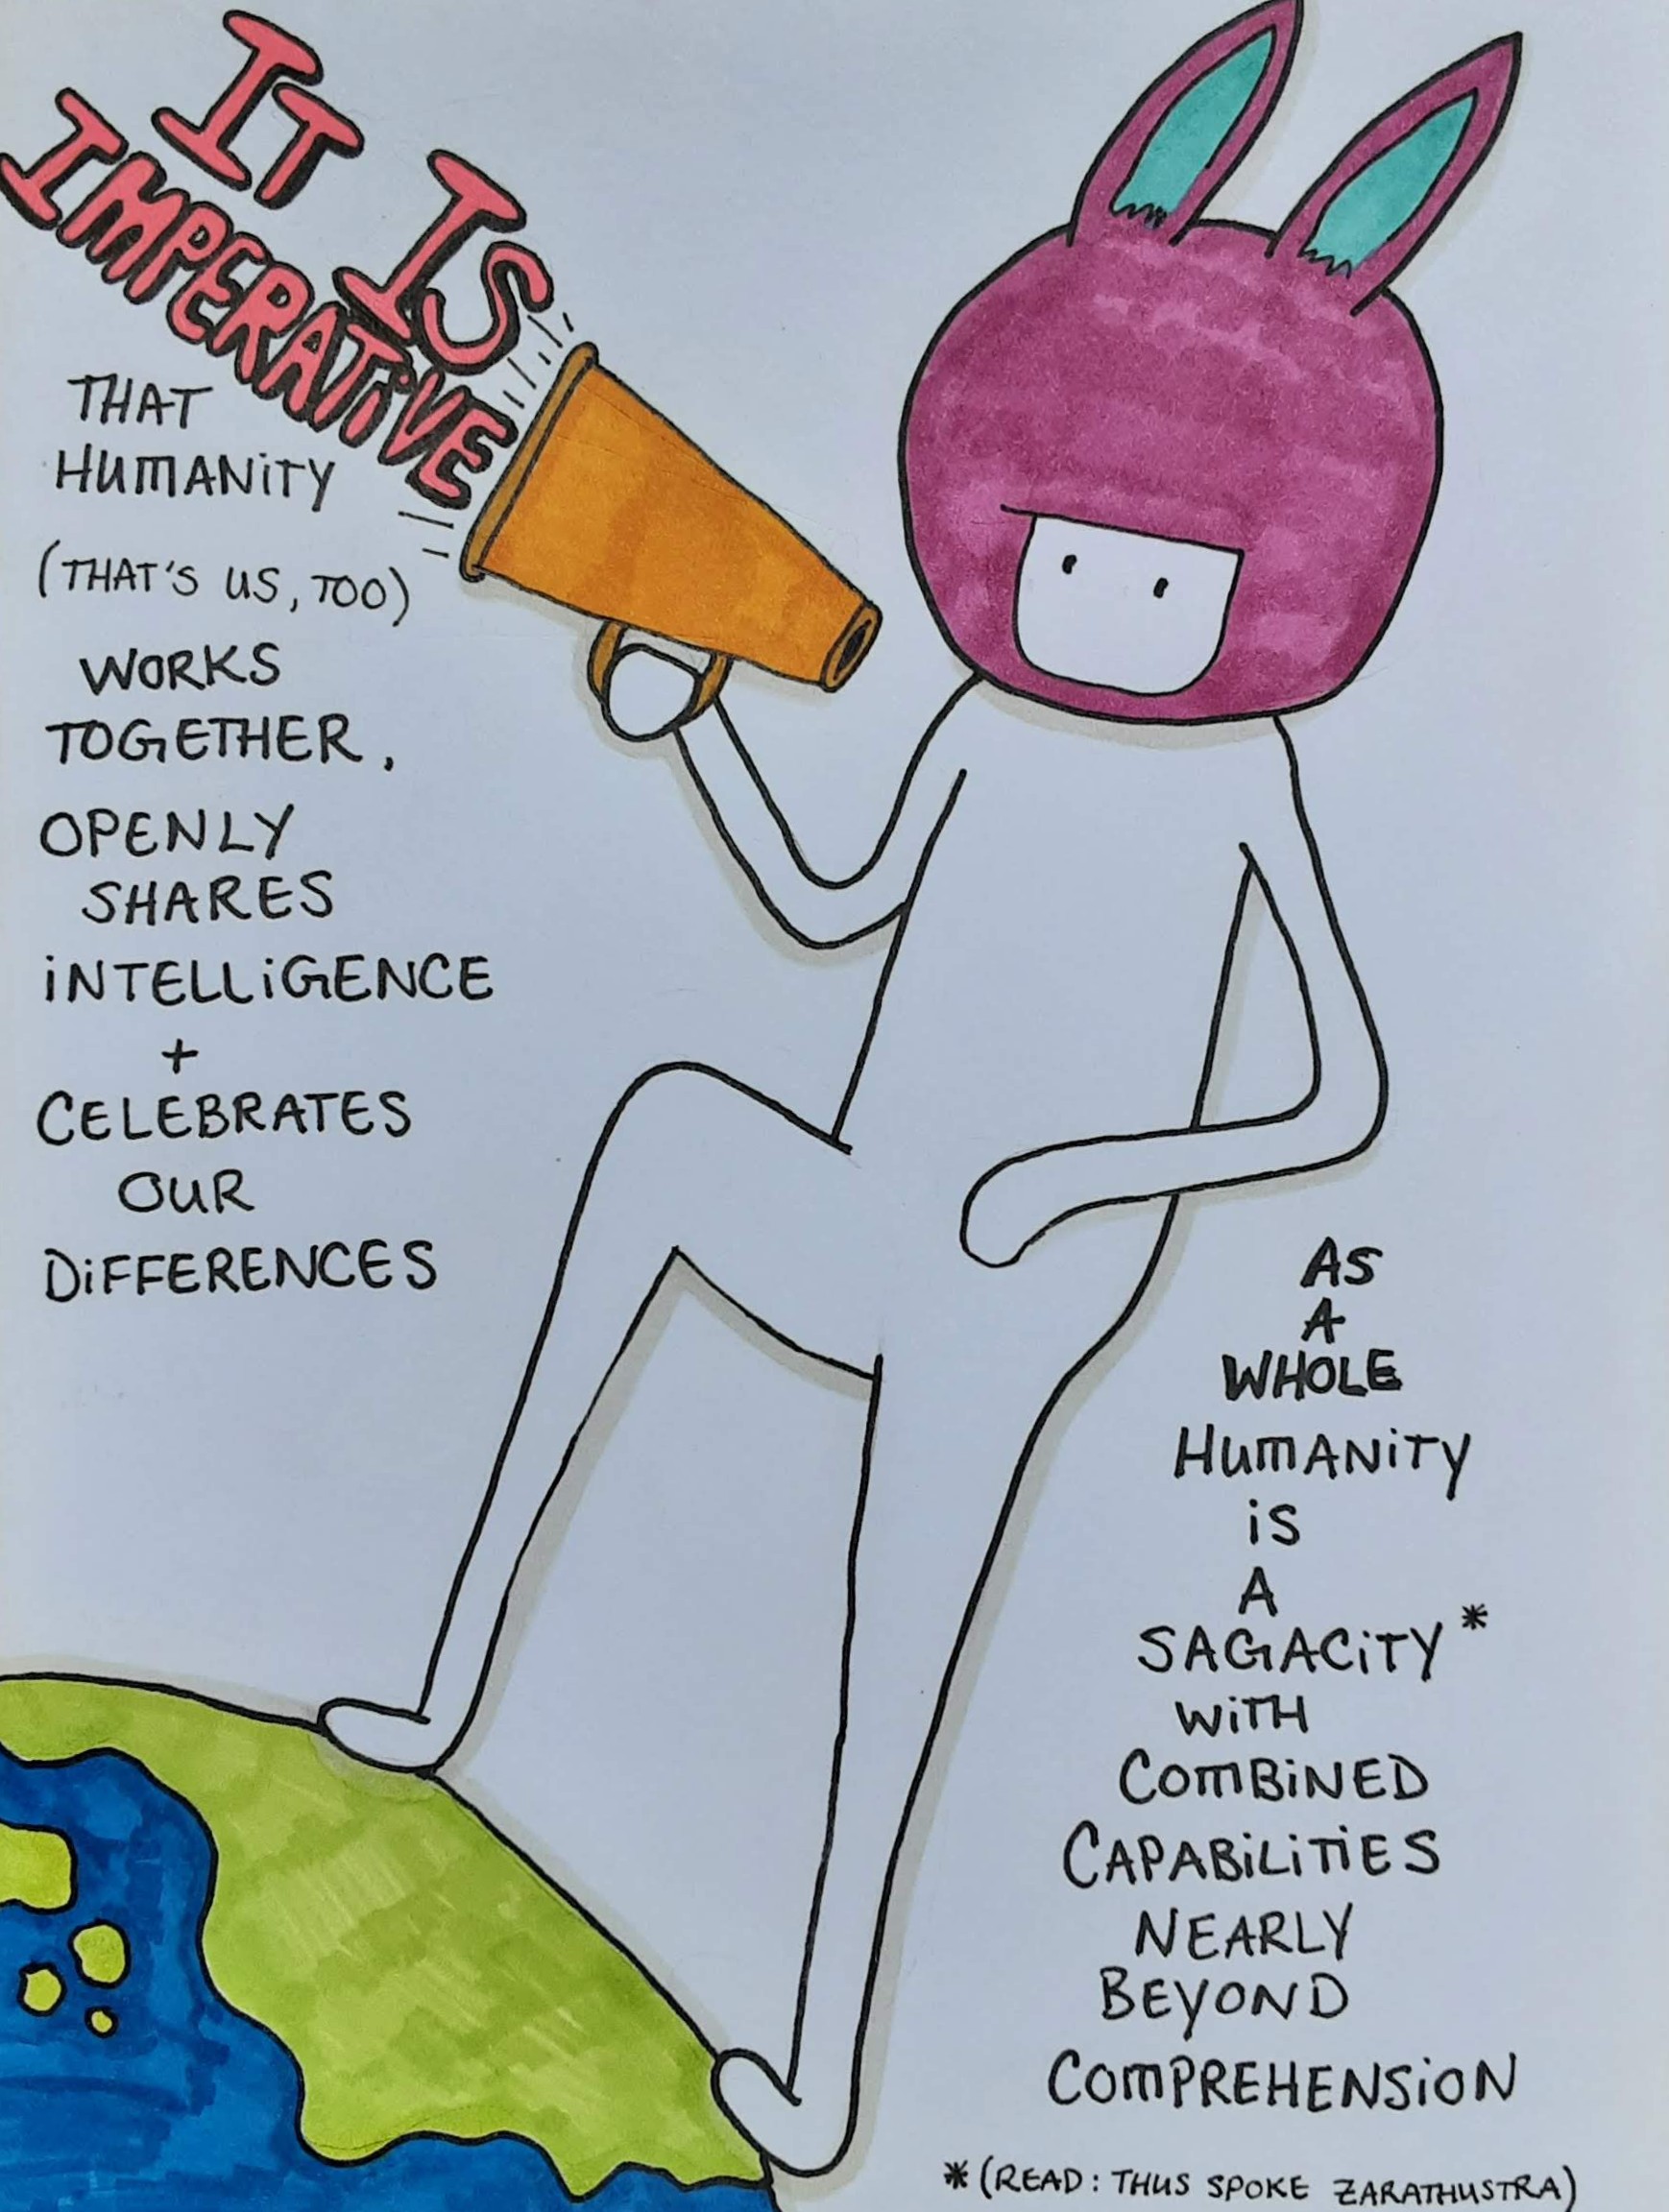 IT IS
IMPERATiVE
THAT
HUMANiTY
(THAT'S US, TOO)
WORKS
TOGETHER,
OPENLY
SHARES
iNTELLiGENCE
+
CELEBRATES
OUR
DiFFERENCES
AS
A
WHOLE
HUMANiTY
iS
A
SAGACiTY*
WiTH
COMBiNED
CAPABiLiTiES
NEARLY
BEYOND
COMPREHENSiON
*(READ: THUS SPOKE ZARATHUSTRA)